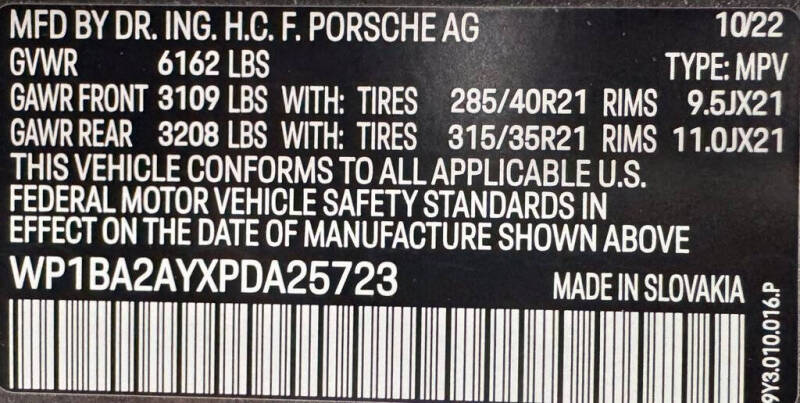 MFD BY DR. ING. H.C. F. PORSCHE AG 10/22
GVWR 6162 LBS TYPE: MPV
GAWR FRONT 3109 LBS WITH: TIRES 285/40R21 RIMS 9.5JX21
GAWR REAR 3208 LBS WITH: TIRES 315/35R21 RIMS 11.0JX21
THIS VEHICLE CONFORMS TO ALL APPLICABLE U.S.
FEDERAL MOTOR VEHICLE SAFETY STANDARDS IN
EFFECT ON THE DATE OF MANUFACTURE SHOWN ABOVE
WP1BA2AYXPDA25723 MADE IN SLOVAKIA
9Y3.010.016.P